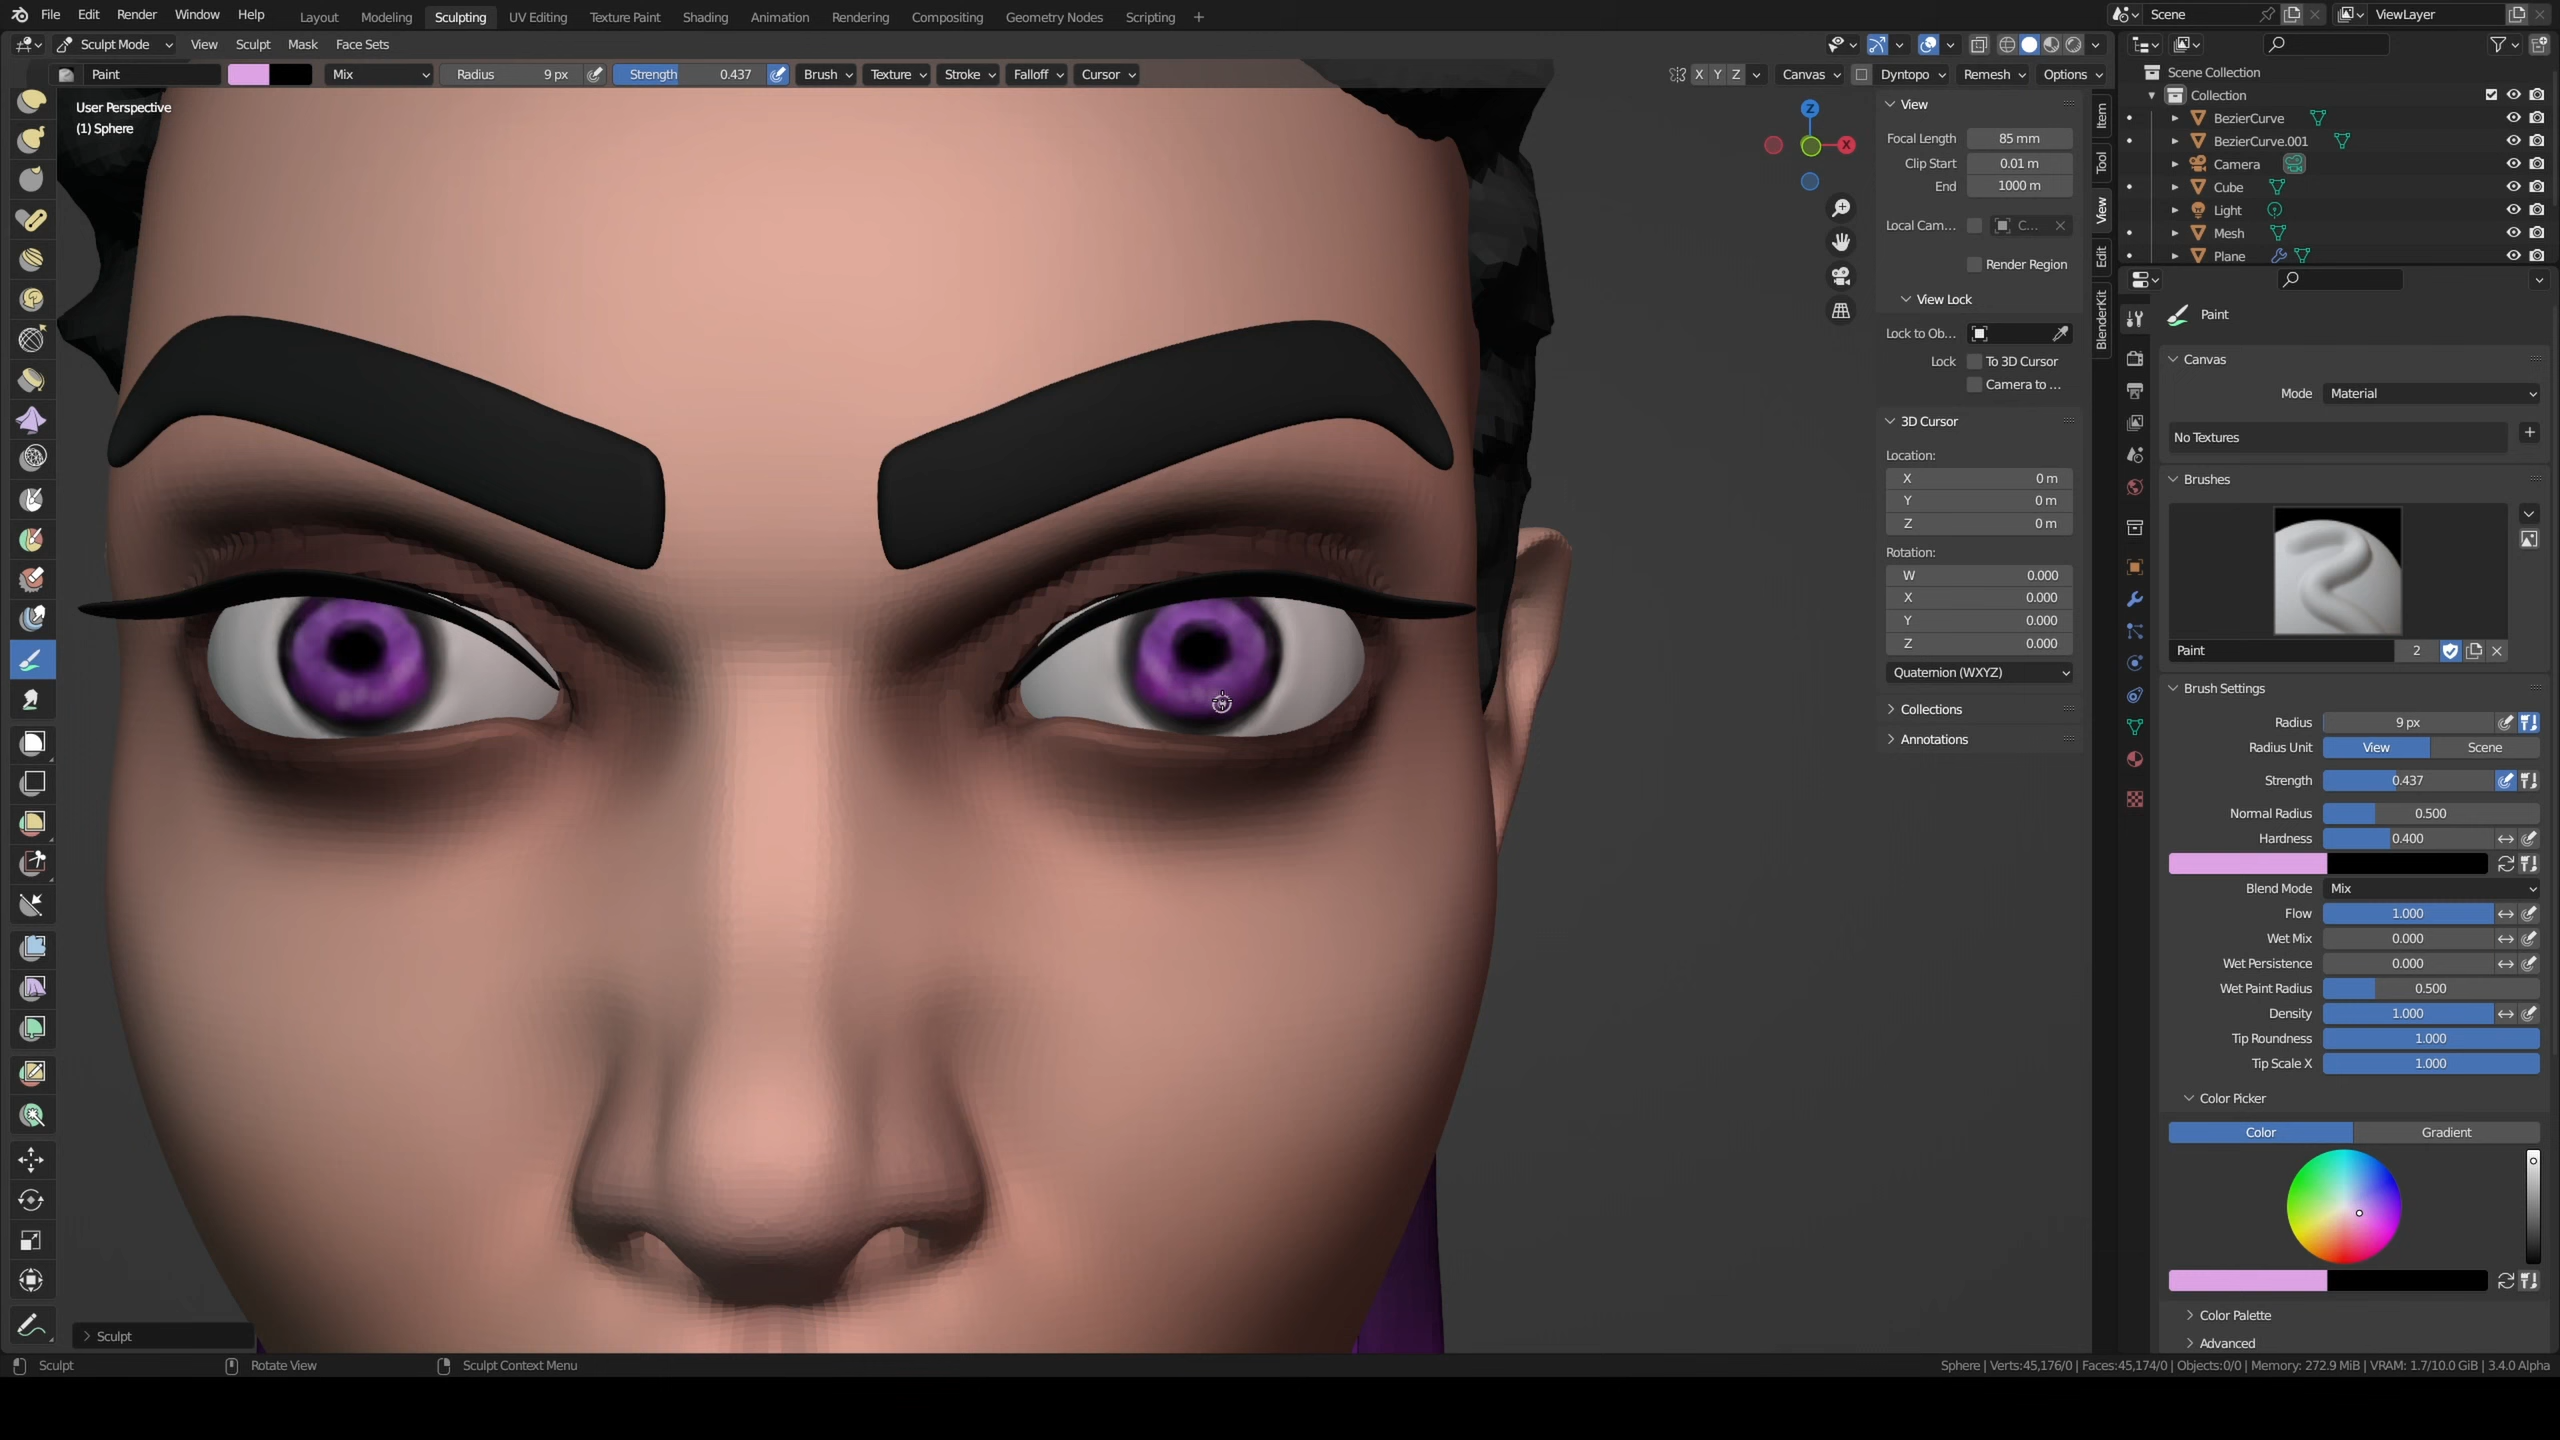 File Edit Render Window Help Layout Modeling Sculpting UV Editing Texture Paint Shading Animation Rendering Compositing Geometry Nodes Scripting + Scene ViewLayer
Sculpt Mode View Sculpt Mask Face Sets
Paint Mix Radius 9 px Strength 0.437 Brush Texture Stroke Falloff Cursor X Y Z Canvas Dyntopo Remesh Options
User Perspective
(1) Sphere
Z
X
View
Focal Length 85 mm
Clip Start 0.01 m
End 1000 m
Local Cam... C...
Render Region
View Lock
Lock to Ob...
Lock To 3D Cursor
Camera to ...
3D Cursor
Location:
X 0 m
Y 0 m
Z 0 m
Rotation:
W 0.000
X 0.000
Y 0.000
Z 0.000
Quaternion (WXYZ)
Collections
Annotations
Item
Tool
View
Edit
BlenderKit
Scene Collection
Collection
BezierCurve
BezierCurve.001
Camera
Cube
Light
Mesh
Plane
Paint
Canvas
Mode Material
No Textures
Brushes
Paint 2
Brush Settings
Radius 9 px
Radius Unit View Scene
Strength 0.437
Normal Radius 0.500
Hardness 0.400
Blend Mode Mix
Flow 1.000
Wet Mix 0.000
Wet Persistence 0.000
Wet Paint Radius 0.500
Density 1.000
Tip Roundness 1.000
Tip Scale X 1.000
Color Picker
Color Gradient
Color Palette
Advanced
Sculpt
Sculpt Rotate View Sculpt Context Menu Sphere | Verts:45,176/0 | Faces:45,174/0 | Objects:0/0 | Memory: 272.9 MiB | VRAM: 1.7/10.0 GiB | 3.4.0 Alpha